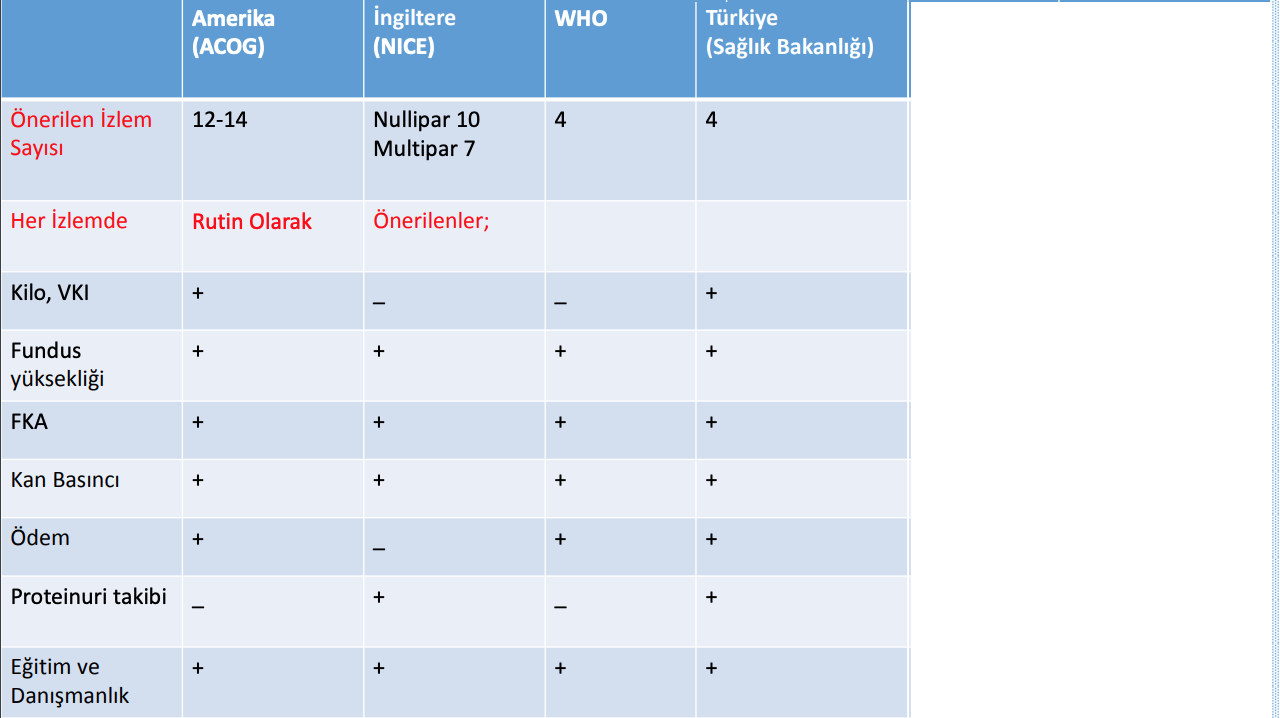 Amerika (ACOG) İngiltere (NICE) WHO Türkiye (Sağlık Bakanlığı)
Önerilen İzlem Sayısı 12-14 Nullipar 10 Multipar 7 4 4
Her İzlemde Rutin Olarak Önerilenler;
Kilo, VKI + _ _ +
Fundus yüksekliği + + + +
FKA + + + +
Kan Basıncı + + + +
Ödem + _ + +
Proteinuri takibi _ + _ +
Eğitim ve Danışmanlık + + + +